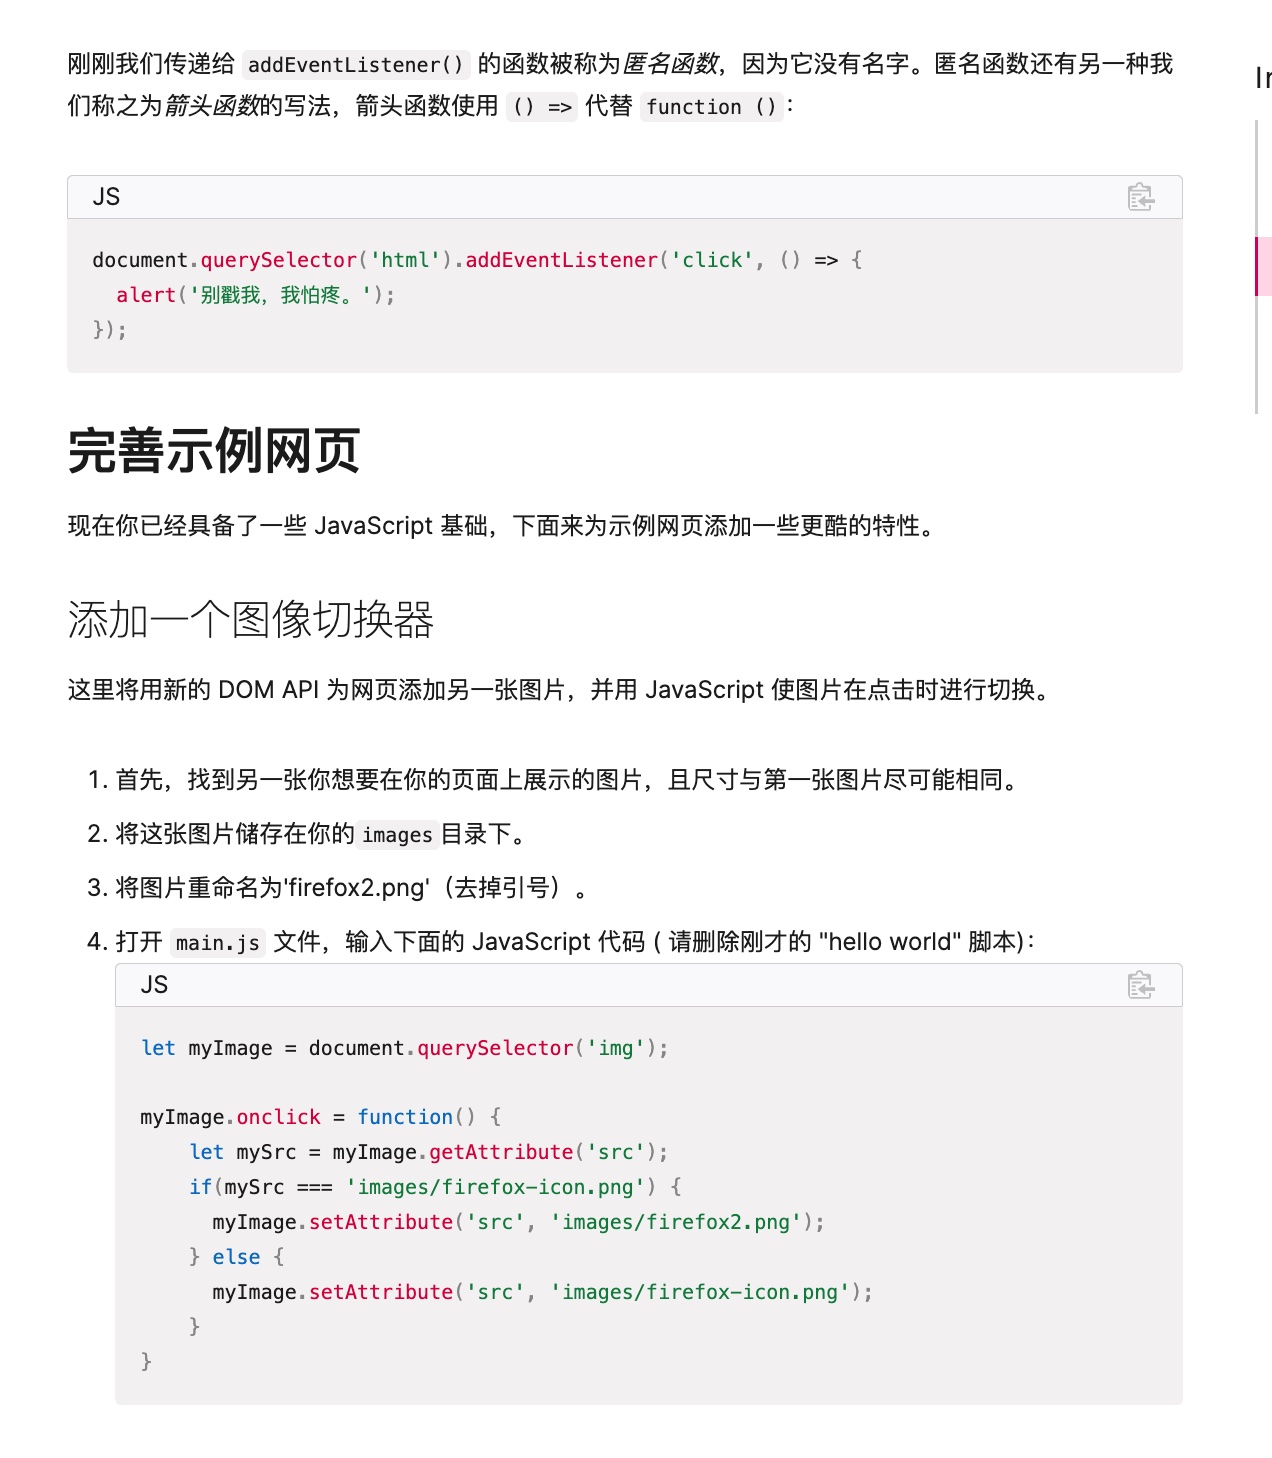 刚刚我们传递给 addEventListener() 的函数被称为匿名函数，因为它没有名字。匿名函数还有另一种我
们称之为箭头函数的写法，箭头函数使用 () => 代替 function ()：
JS
document.querySelector('html').addEventListener('click', () => {
  alert('别戳我，我怕疼。');
});
完善示例网页
现在你已经具备了一些 JavaScript 基础，下面来为示例网页添加一些更酷的特性。
添加一个图像切换器
这里将用新的 DOM API 为网页添加另一张图片，并用 JavaScript 使图片在点击时进行切换。
1. 首先，找到另一张你想要在你的页面上展示的图片，且尺寸与第一张图片尽可能相同。
2. 将这张图片储存在你的images目录下。
3. 将图片重命名为'firefox2.png'（去掉引号）。
4. 打开 main.js 文件，输入下面的 JavaScript 代码 ( 请删除刚才的 "hello world" 脚本)：
JS
let myImage = document.querySelector('img');
myImage.onclick = function() {
    let mySrc = myImage.getAttribute('src');
    if(mySrc === 'images/firefox-icon.png') {
      myImage.setAttribute('src', 'images/firefox2.png');
    } else {
      myImage.setAttribute('src', 'images/firefox-icon.png');
    }
}